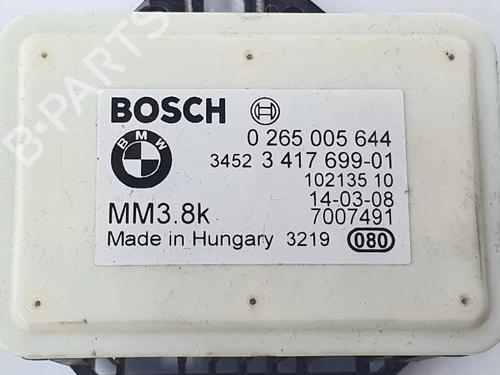 BOSCH
0 265 005 644
BMW
3452 3 417 699-01
102135 10
14-03-08
MM3.8k 7007491
Made in Hungary 3219 080
B-PARTS